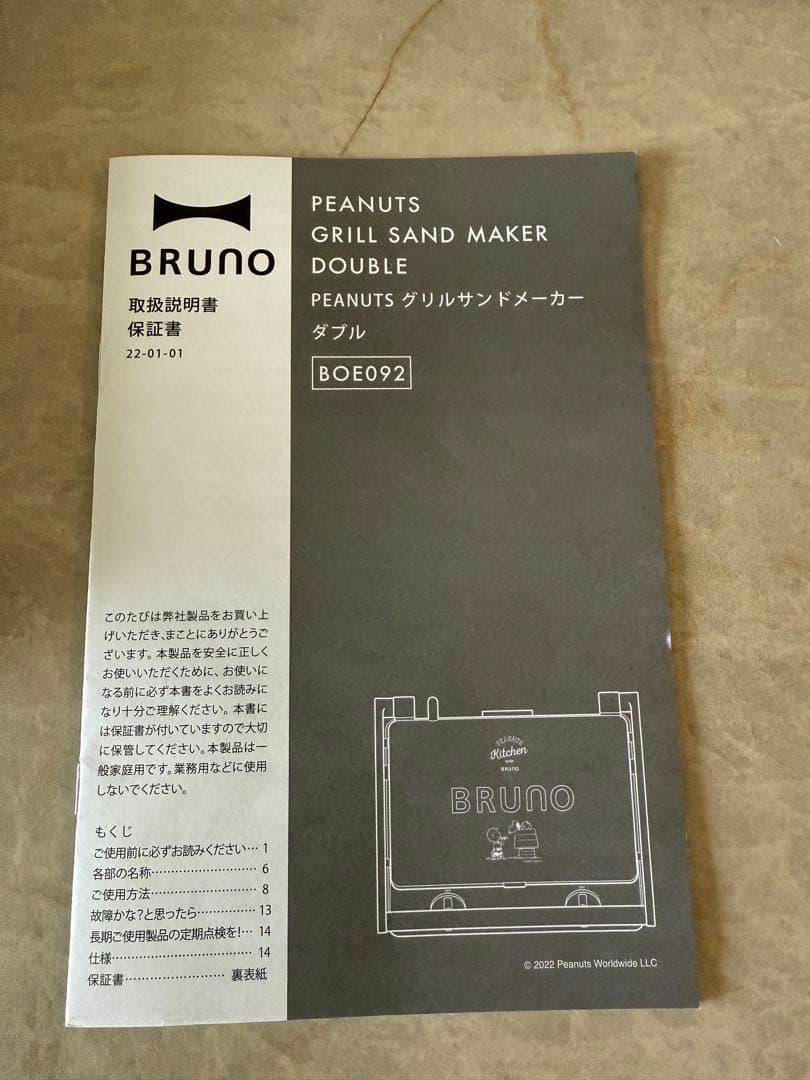 BRUNO
取扱説明書
保証書
22-01-01
PEANUTS
GRILL SAND MAKER
DOUBLE
PEANUTS グリルサンドメーカー
ダブル
BOE092
このたびは弊社製品をお買い上
げいただき、まことにありがとうご
ざいます。本製品を安全に正しく
お使いいただくために、お使いに
なる前に必ず本書をよくお読みに
なり十分ご理解ください。本書に
は保証書が付いていますので大切
に保管してください。本製品は一
般家庭用です。業務用などに使用
しないでください。
もくじ
ご使用前に必ずお読みください… 1
各部の名称……………………… 6
ご使用方法……………………… 8
故障かな?と思ったら…………… 13
長期ご使用製品の定期点検を!… 14
仕様……………………………… 14
保証書…………………… 裏表紙
PEANUTS
Kitchen
with
BRUNO
BRUNO
© 2022 Peanuts Worldwide LLC